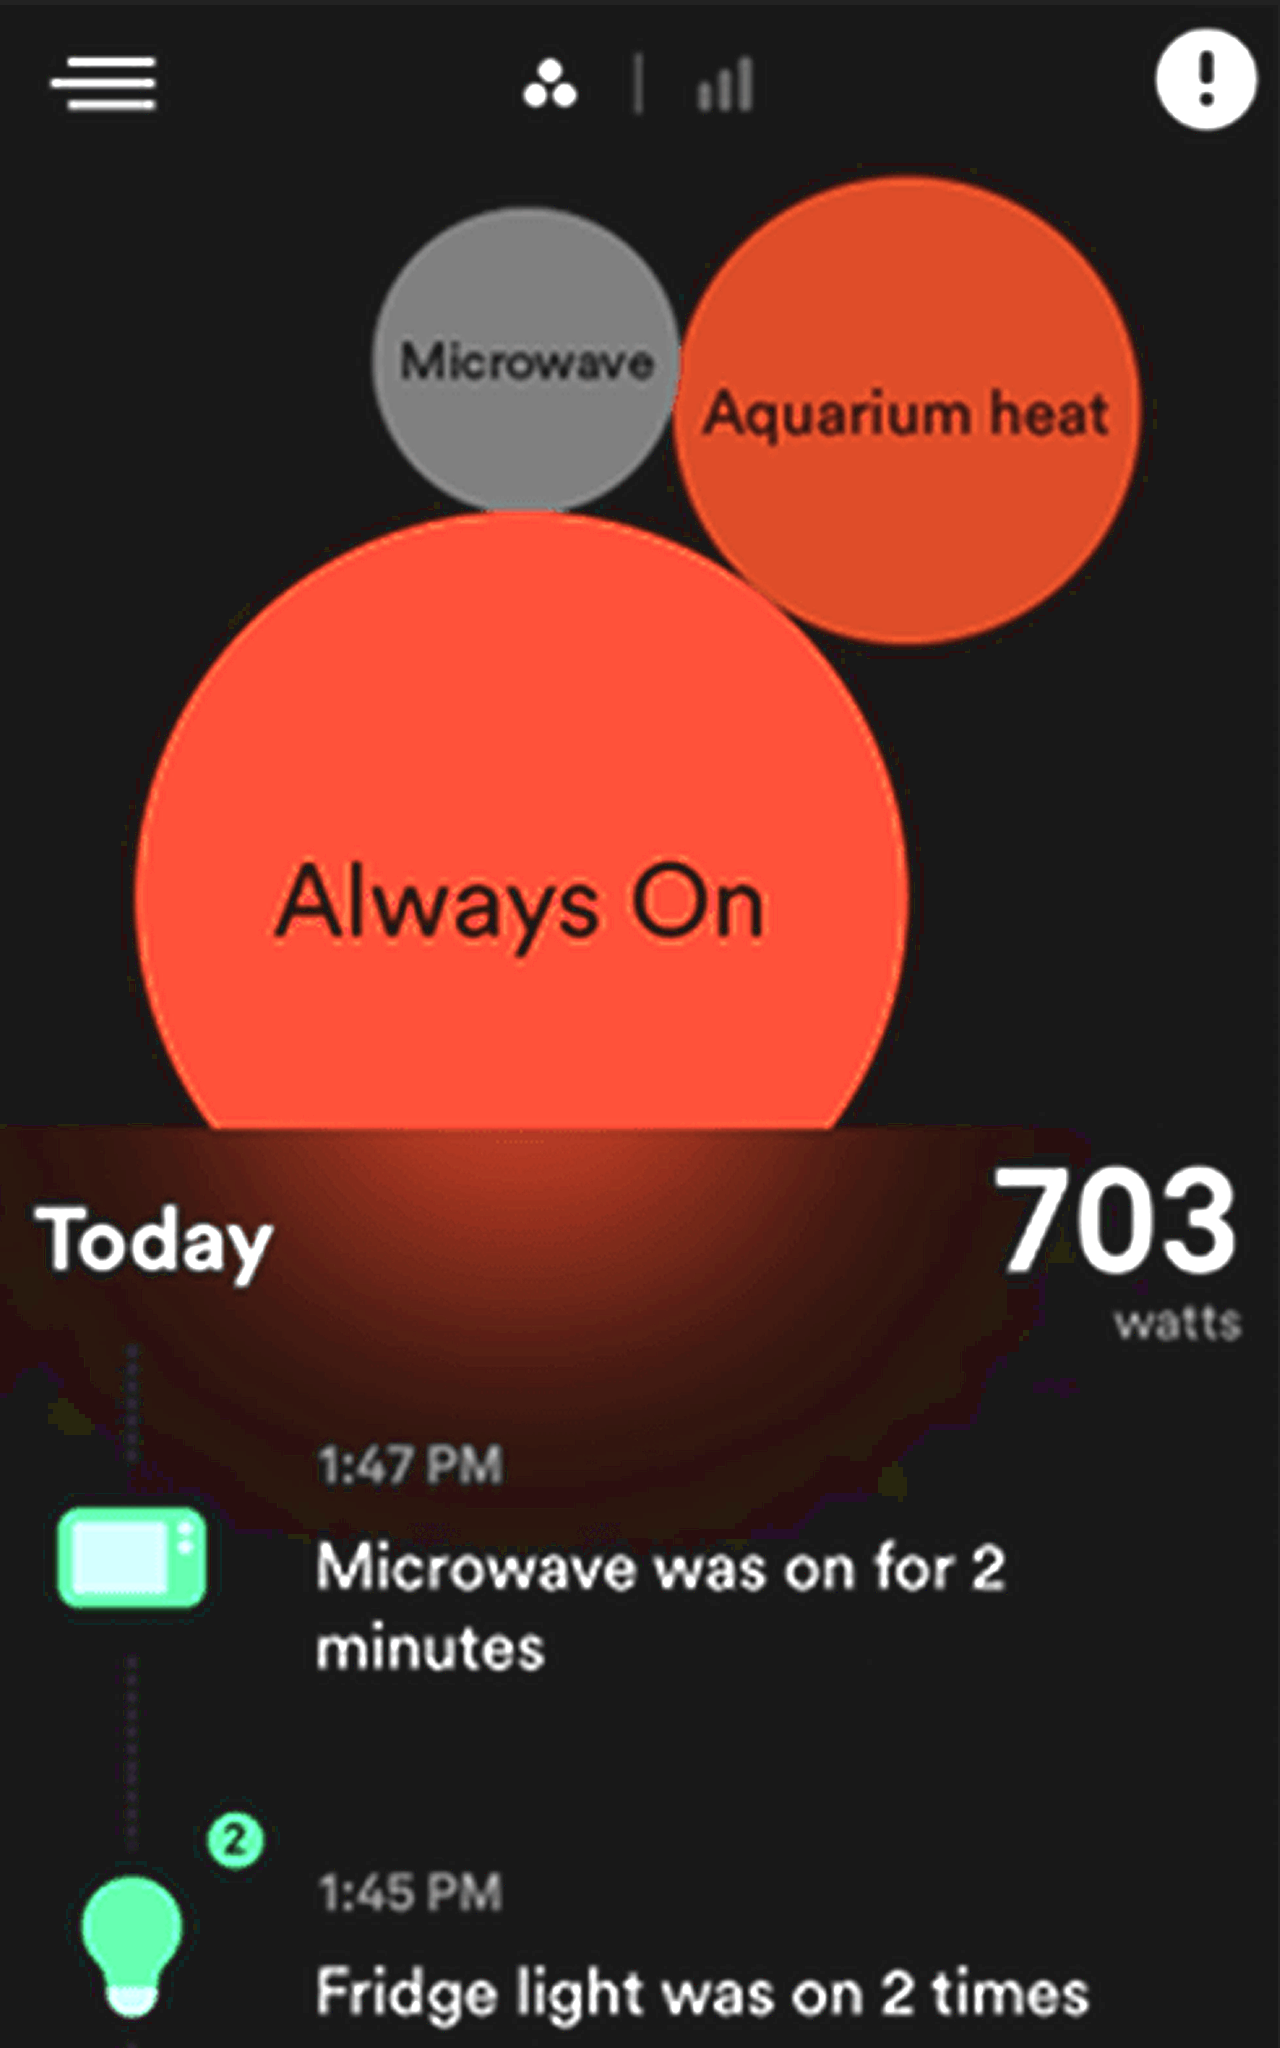 Microwave
Aquarium heat
Always On
Today
703
watts
1:47 PM
Microwave was on for 2
minutes
2
1:45 PM
Fridge light was on 2 times